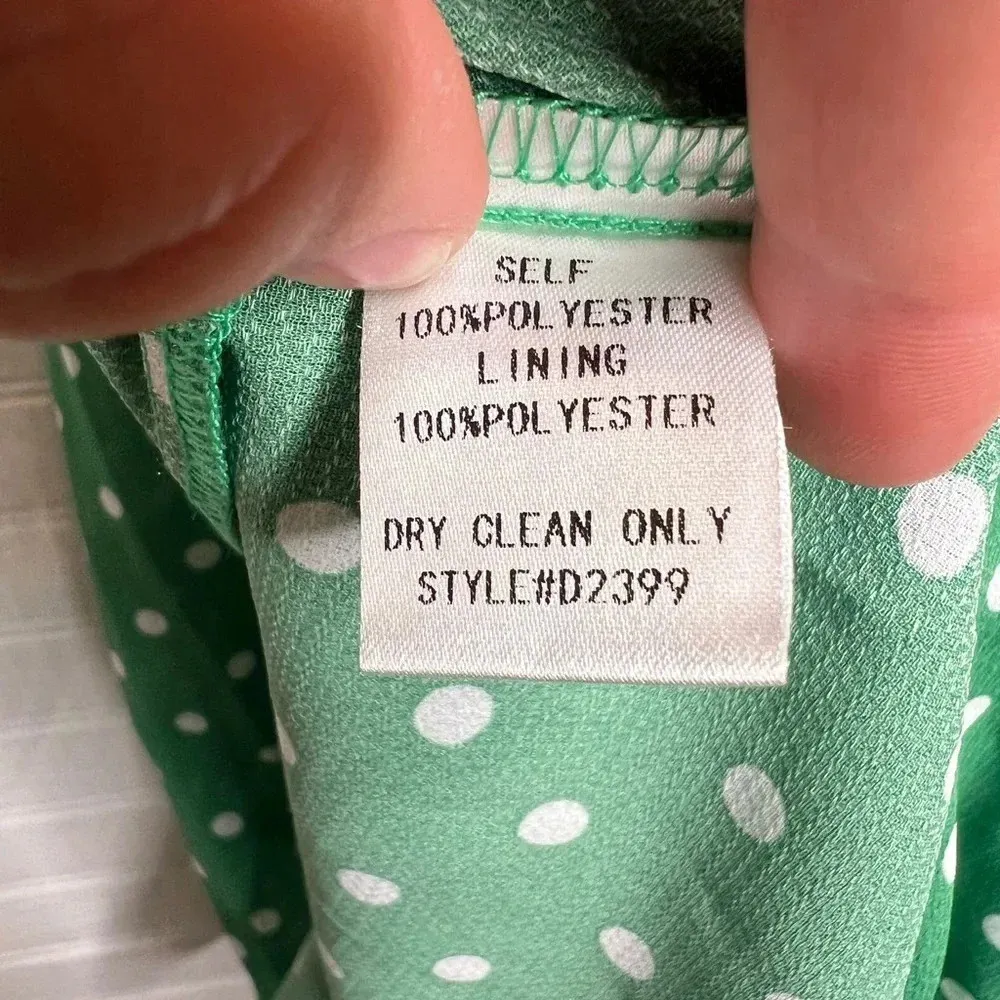 SELF
100%POLYESTER
LINING
100%POLYESTER
DRY CLEAN ONLY
STYLE#D2399